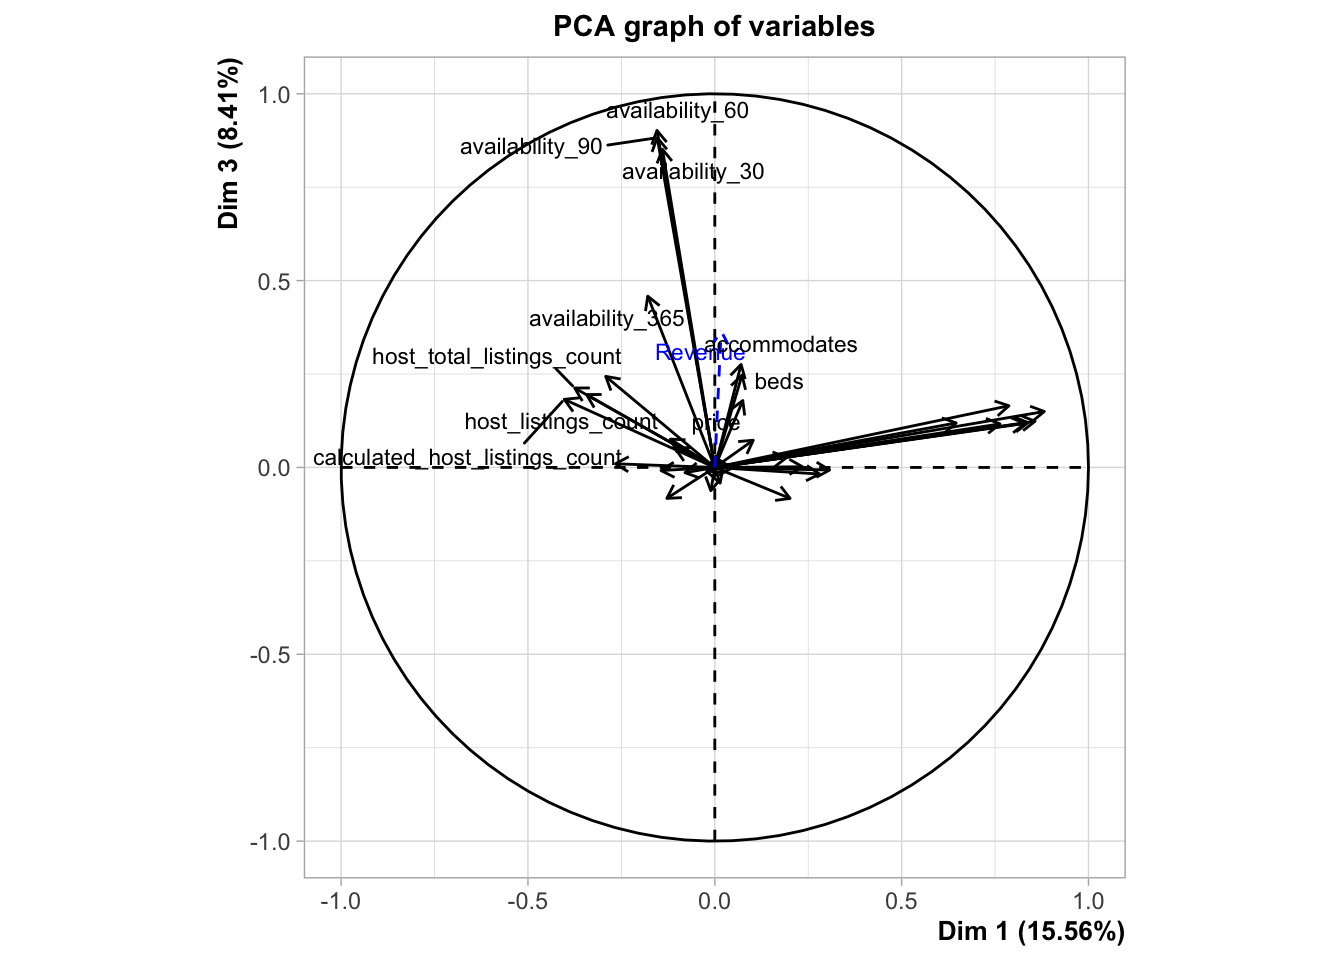 PCA graph of variables
Dim 3 (8.41%)
1.0
0.5
0.0
-0.5
-1.0
availability_60
availability_90
availability_30
availability_365
accommodates
Revenue
host_total_listings_count
beds
host_listings_count
price
calculated_host_listings_count
-1.0
-0.5
0.0
0.5
1.0
Dim 1 (15.56%)